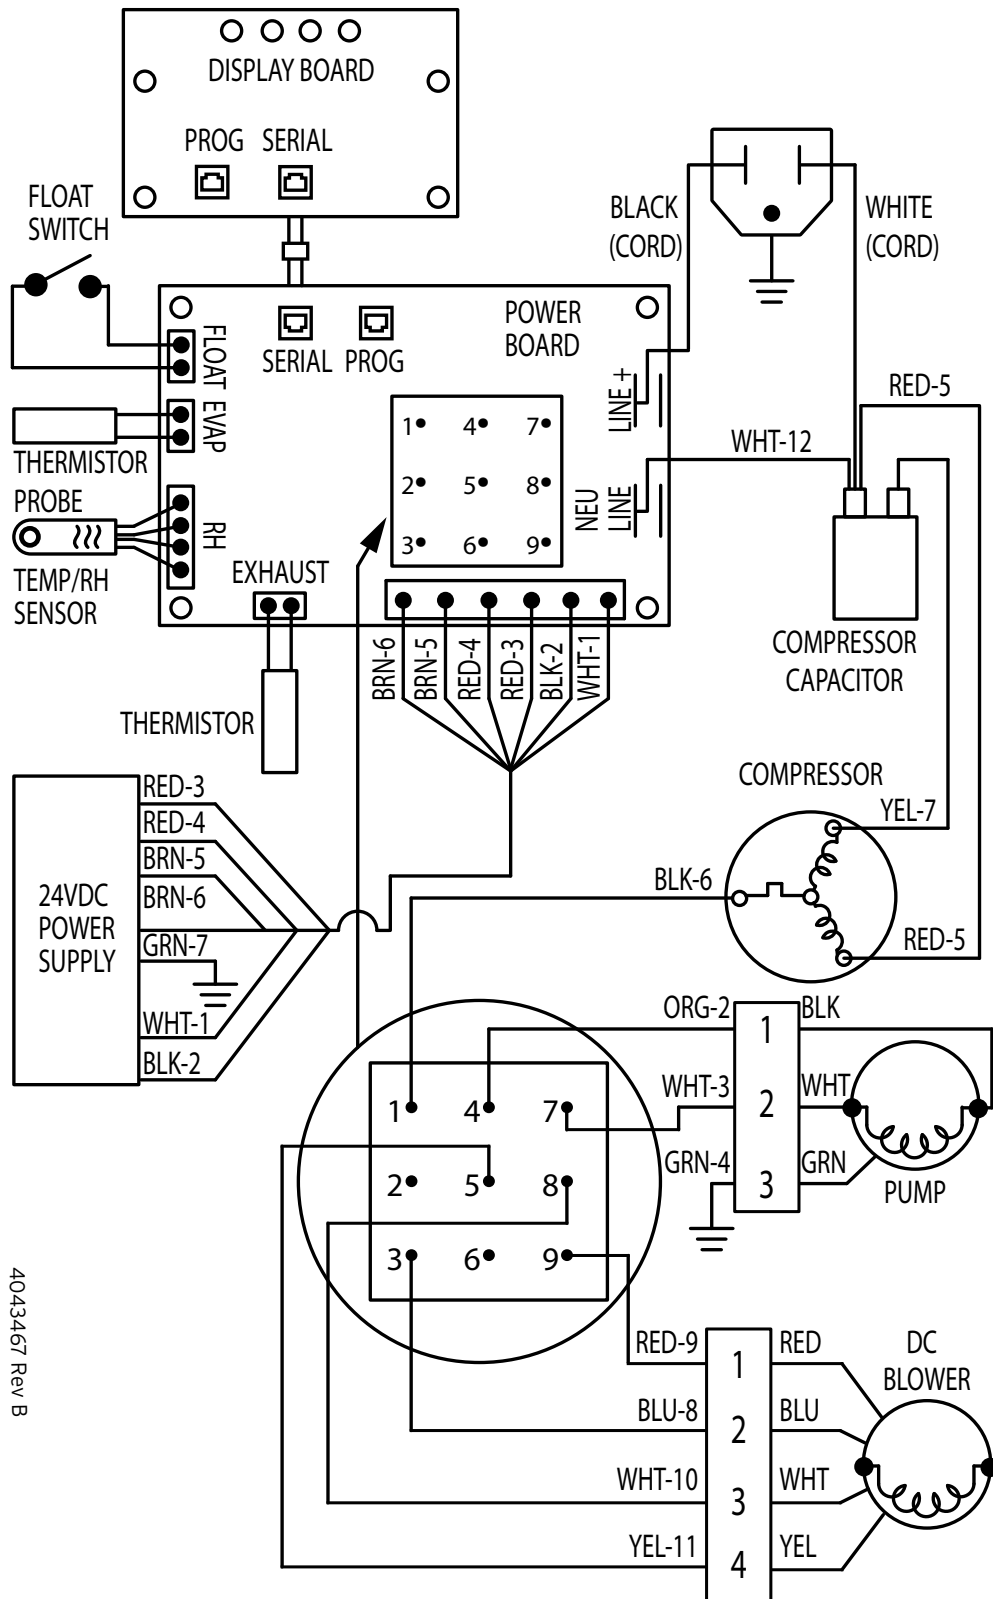 DISPLAY BOARD
PROG SERIAL
FLOAT
SWITCH
BLACK
(CORD)
WHITE
(CORD)
POWER
BOARD
SERIAL PROG
FLOAT
EVAP
THERMISTOR
PROBE
RH
TEMP/RH
SENSOR
EXHAUST
THERMISTOR
1 4 7
2 5 8
3 6 9
LINE +
NEU
LINE
RED-5
WHT-12
COMPRESSOR
CAPACITOR
BRN-6
BRN-5
RED-4
RED-3
BLK-2
WHT-1
24VDC
POWER
SUPPLY
RED-3
RED-4
BRN-5
BRN-6
GRN-7
WHT-1
BLK-2
COMPRESSOR
YEL-7
BLK-6
RED-5
1 4 7
2 5 8
3 6 9
ORG-2 1 BLK
WHT-3 2 WHT
GRN-4 3 GRN
PUMP
RED-9 1 RED
BLU-8 2 BLU
WHT-10 3 WHT
YEL-11 4 YEL
DC
BLOWER
4043467 Rev B